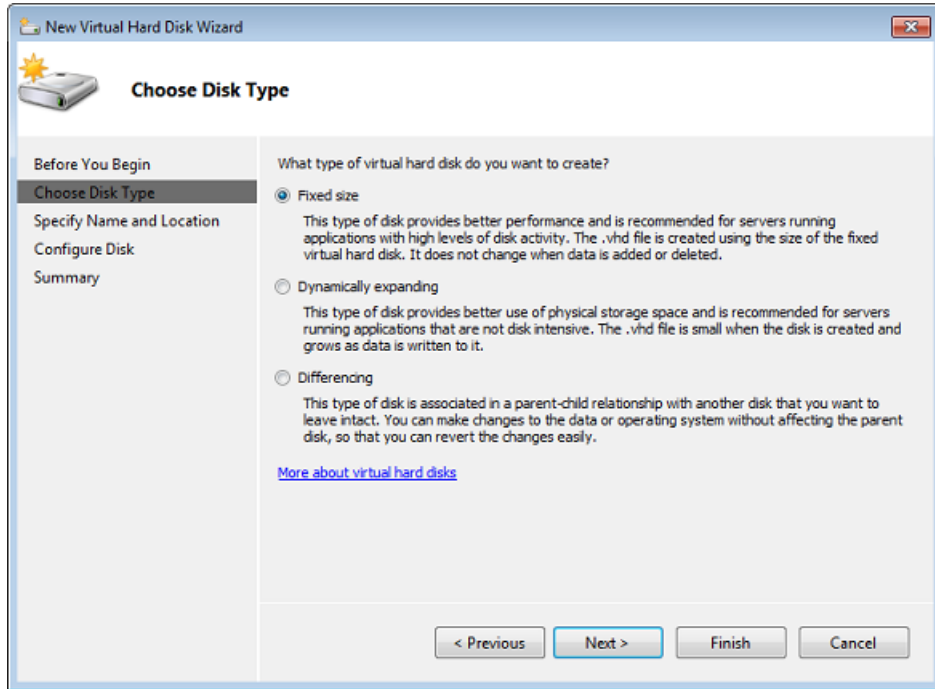 New Virtual Hard Disk Wizard
Choose Disk Type
Before You Begin
Choose Disk Type
Specify Name and Location
Configure Disk
Summary
What type of virtual hard disk do you want to create?
Fixed size
This type of disk provides better performance and is recommended for servers running
applications with high levels of disk activity. The .vhd file is created using the size of the fixed
virtual hard disk. It does not change when data is added or deleted.
Dynamically expanding
This type of disk provides better use of physical storage space and is recommended for servers
running applications that are not disk intensive. The .vhd file is small when the disk is created and
grows as data is written to it.
Differencing
This type of disk is associated in a parent-child relationship with another disk that you want to
leave intact. You can make changes to the data or operating system without affecting the parent
disk, so that you can revert the changes easily.
More about virtual hard disks
< Previous
Next >
Finish
Cancel